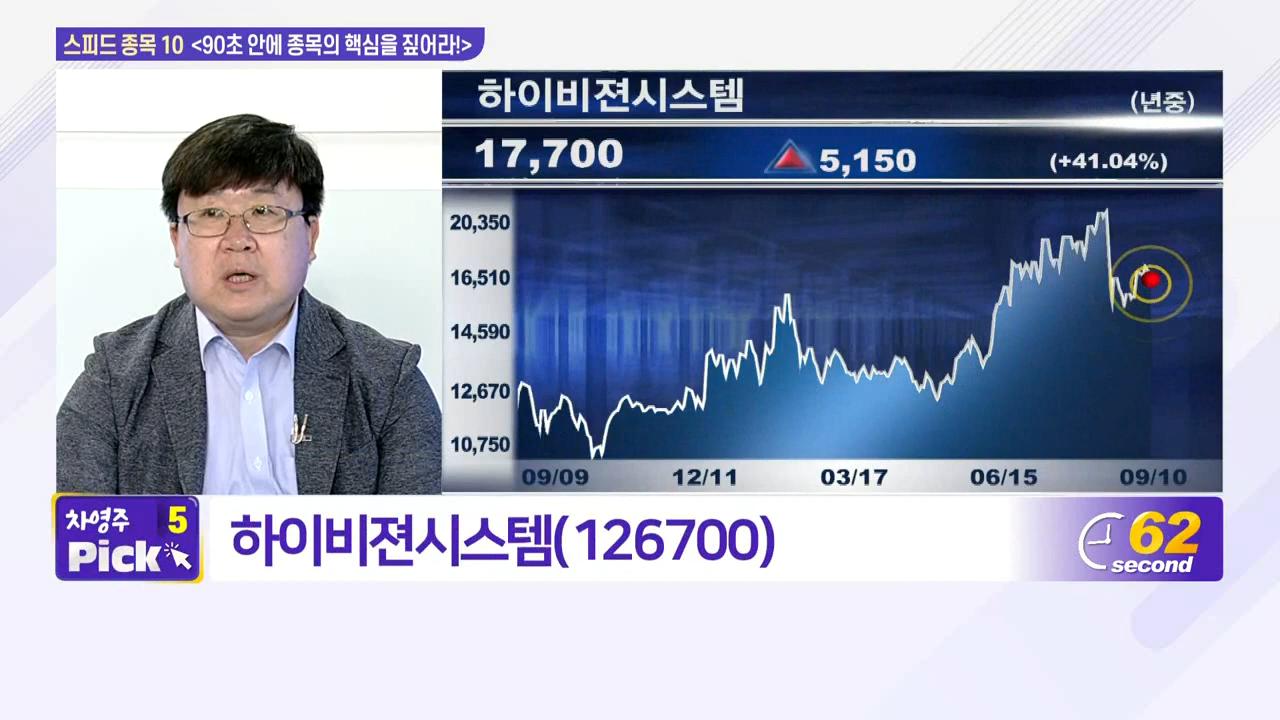 스피드 종목 10 <90초 안에 종목의 핵심을 짚어라!>
하이비젼시스템
(년중)
17,700
5,150
(+41.04%)
20,350
16,510
14,590
12,670
10,750
09/09
12/11
03/17
06/15
09/10
차영주 5
Pick
하이비젼시스템(126700)
62
second